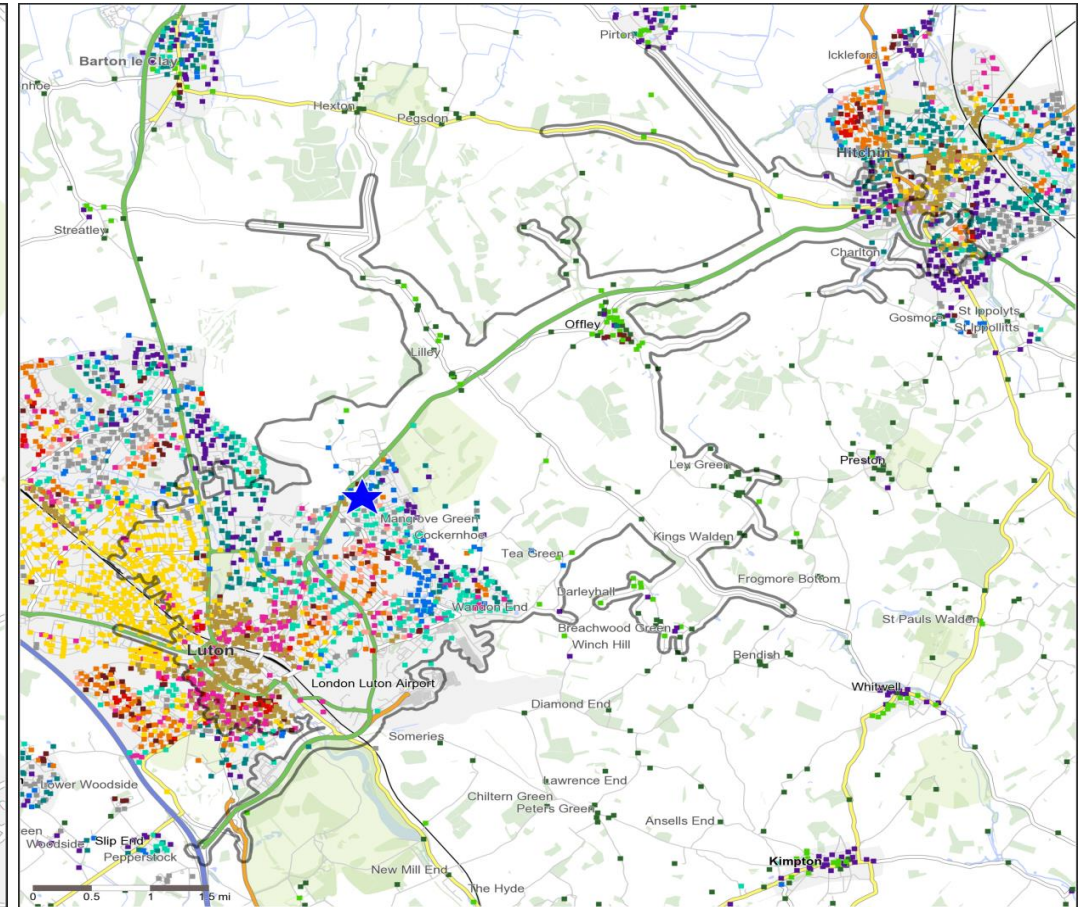 Pirton
Ickleford
Barton le Clay
nhoe
Hexton
Pegsdon
Hitchin
Streatley
Charlton
Offley
Gosmore
St Ippolyts
St Ippollitts
Lilley
Ley Green
Preston
Mangrove Green
Cockernhoe
Tea Green
Kings Walden
Frogmore Bottom
Darleyhall
Wandon End
St Pauls Walden
Breachwood Green
Winch Hill
Luton
Bendish
London Luton Airport
Whitwell
Diamond End
Someries
Lower Woodside
Lawrence End
Chiltern Green
Peters Green
Ansells End
een
Woodside
Slip End
Pepperstock
Kimpton
New Mill End
The Hyde
0 0.5 1 1.5 mi